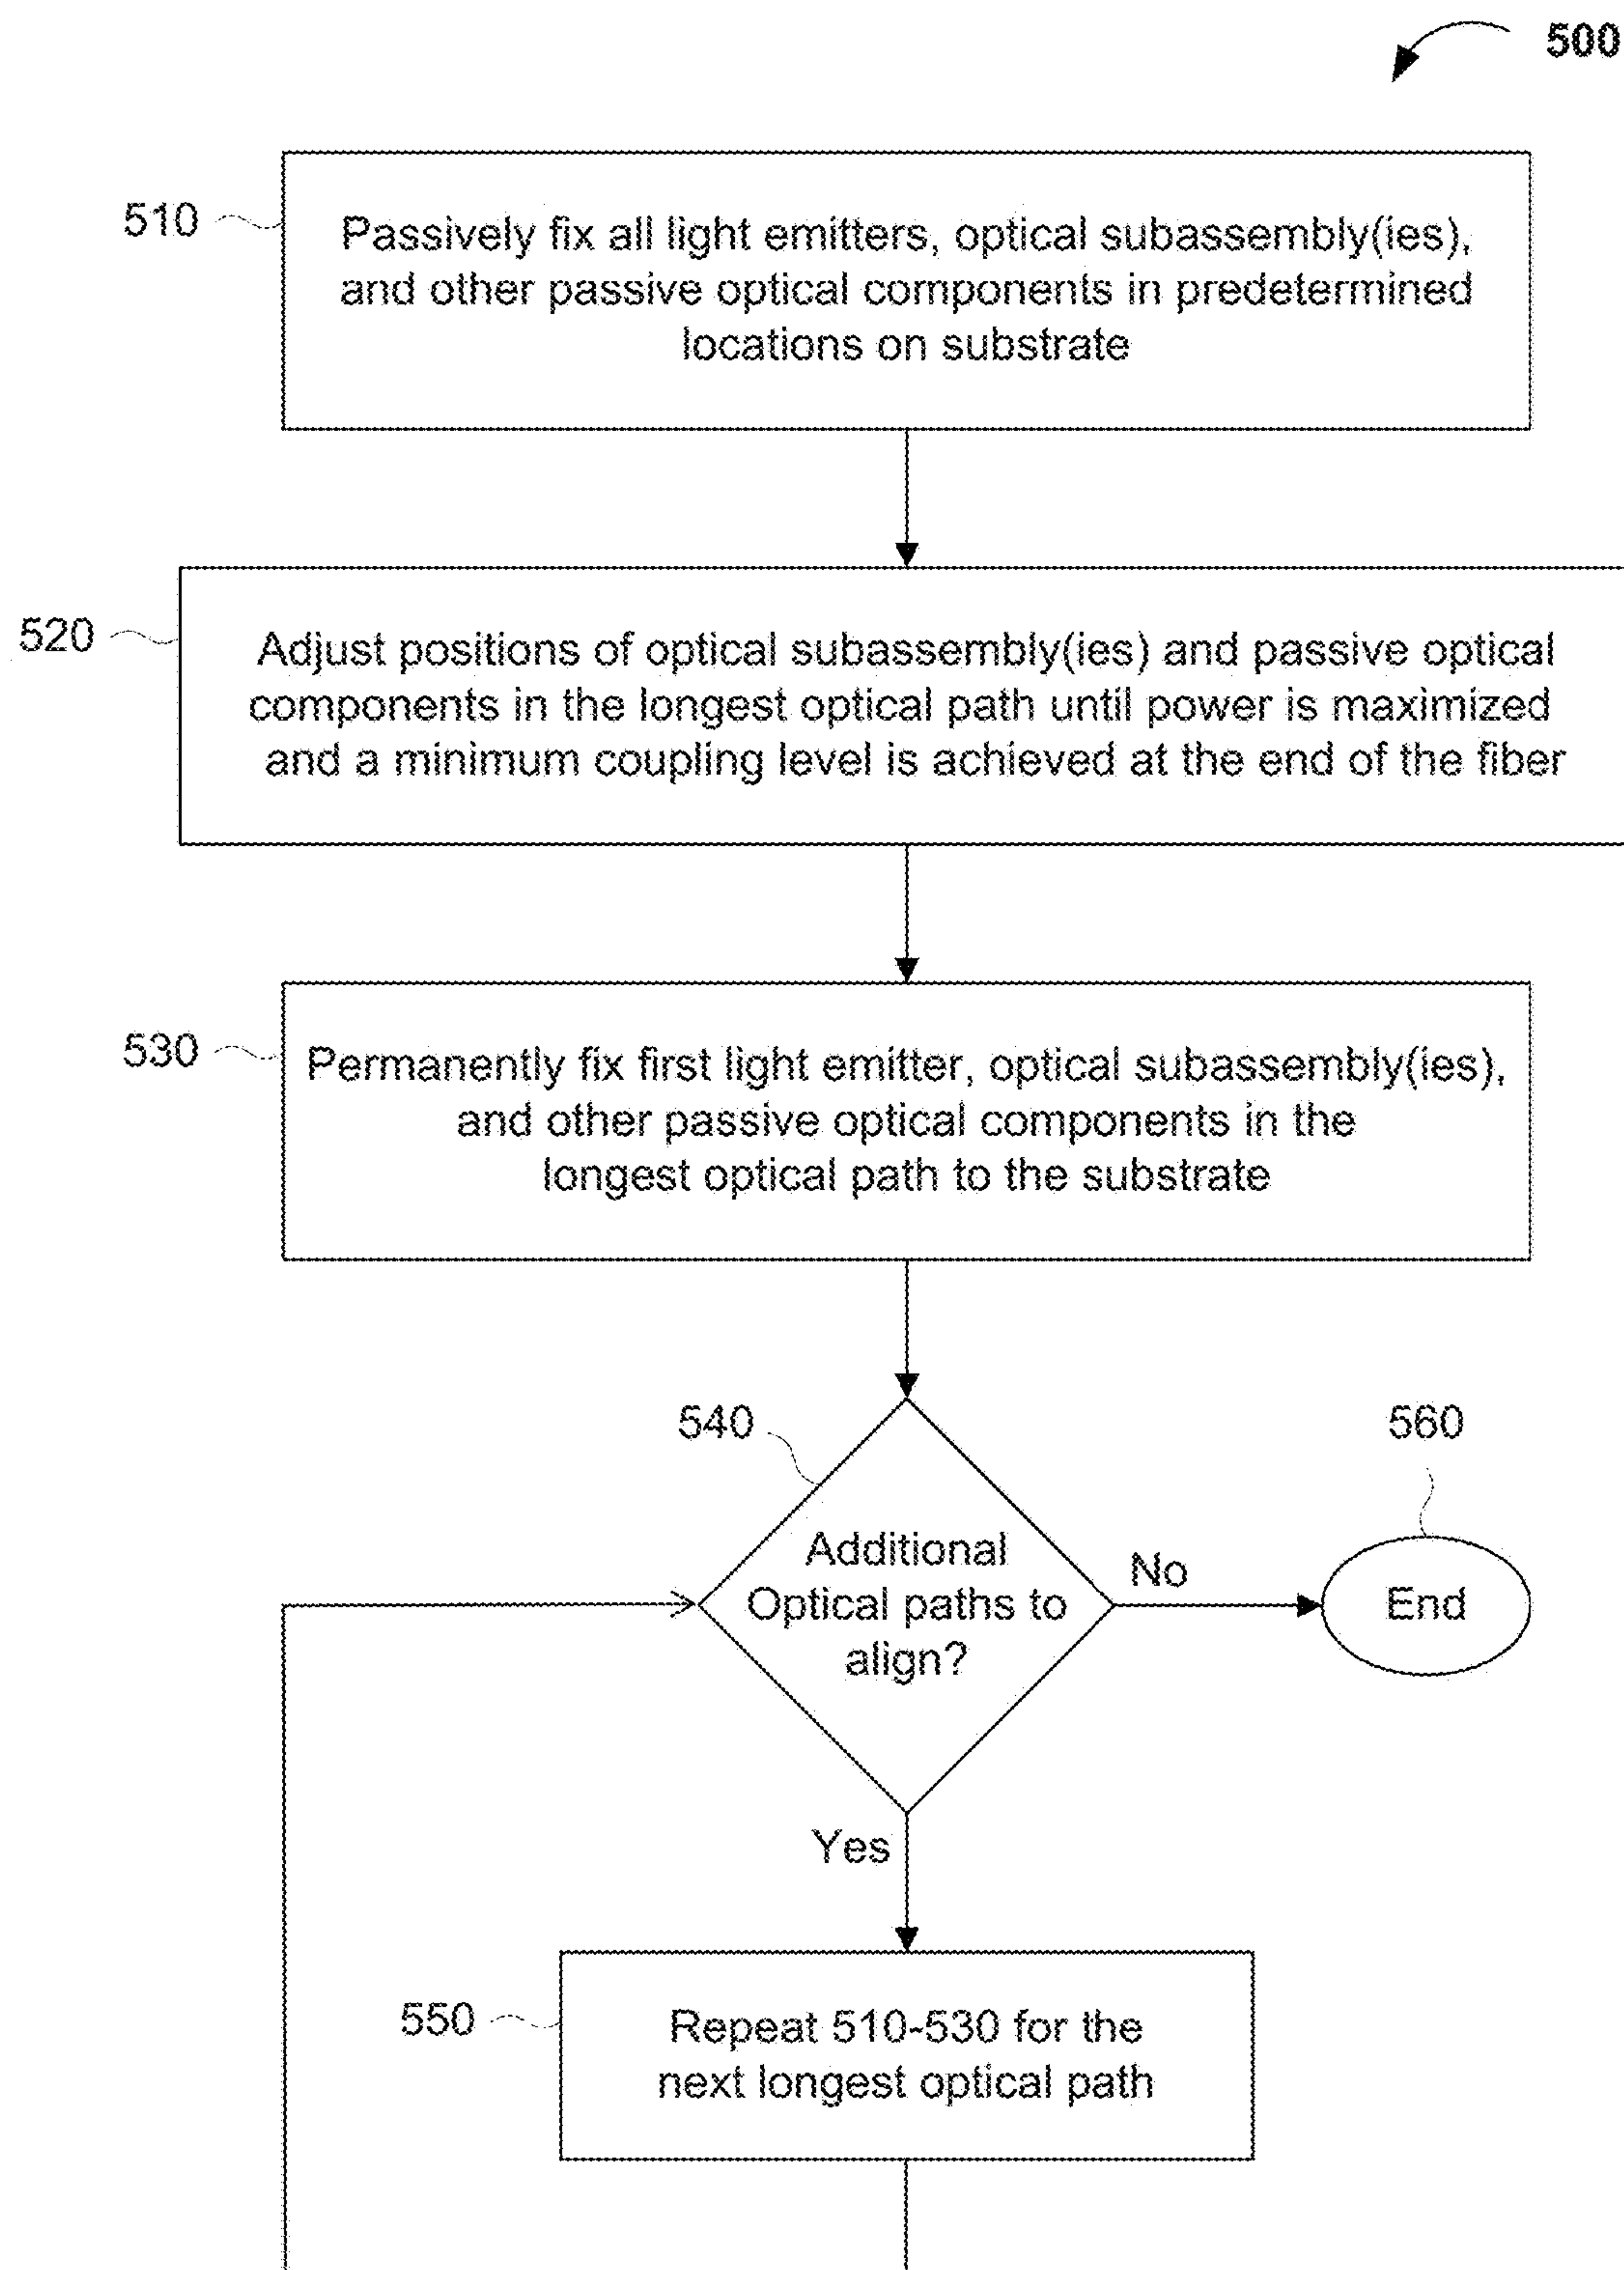 500
510
Passively fix all light emitters, optical subassembly(ies),
and other passive optical components in predetermined
locations on substrate
520
Adjust positions of optical subassembly(ies) and passive optical
components in the longest optical path until power is maximized
and a minimum coupling level is achieved at the end of the fiber
530
Permanently fix first light emitter, optical subassembly(ies),
and other passive optical components in the
longest optical path to the substrate
540
560
Additional
Optical paths to
align?
No
End
Yes
550
Repeat 510-530 for the
next longest optical path